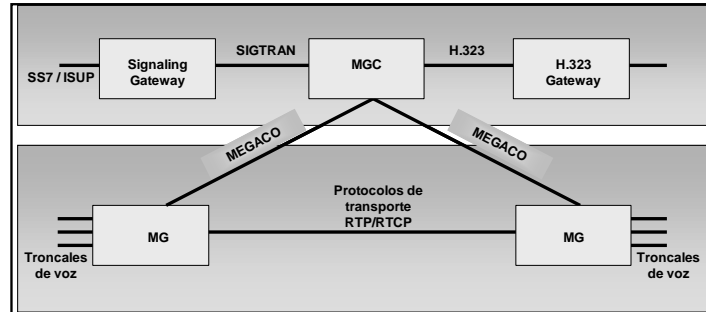 SIGTRAN
H.323
SS7 / ISUP
Signaling
Gateway
MGC
H.323
Gateway
MEGACO
MEGACO
Protocolos de
transporte
RTP/RTCP
MG
MG
Troncales
de voz
Troncales
de voz